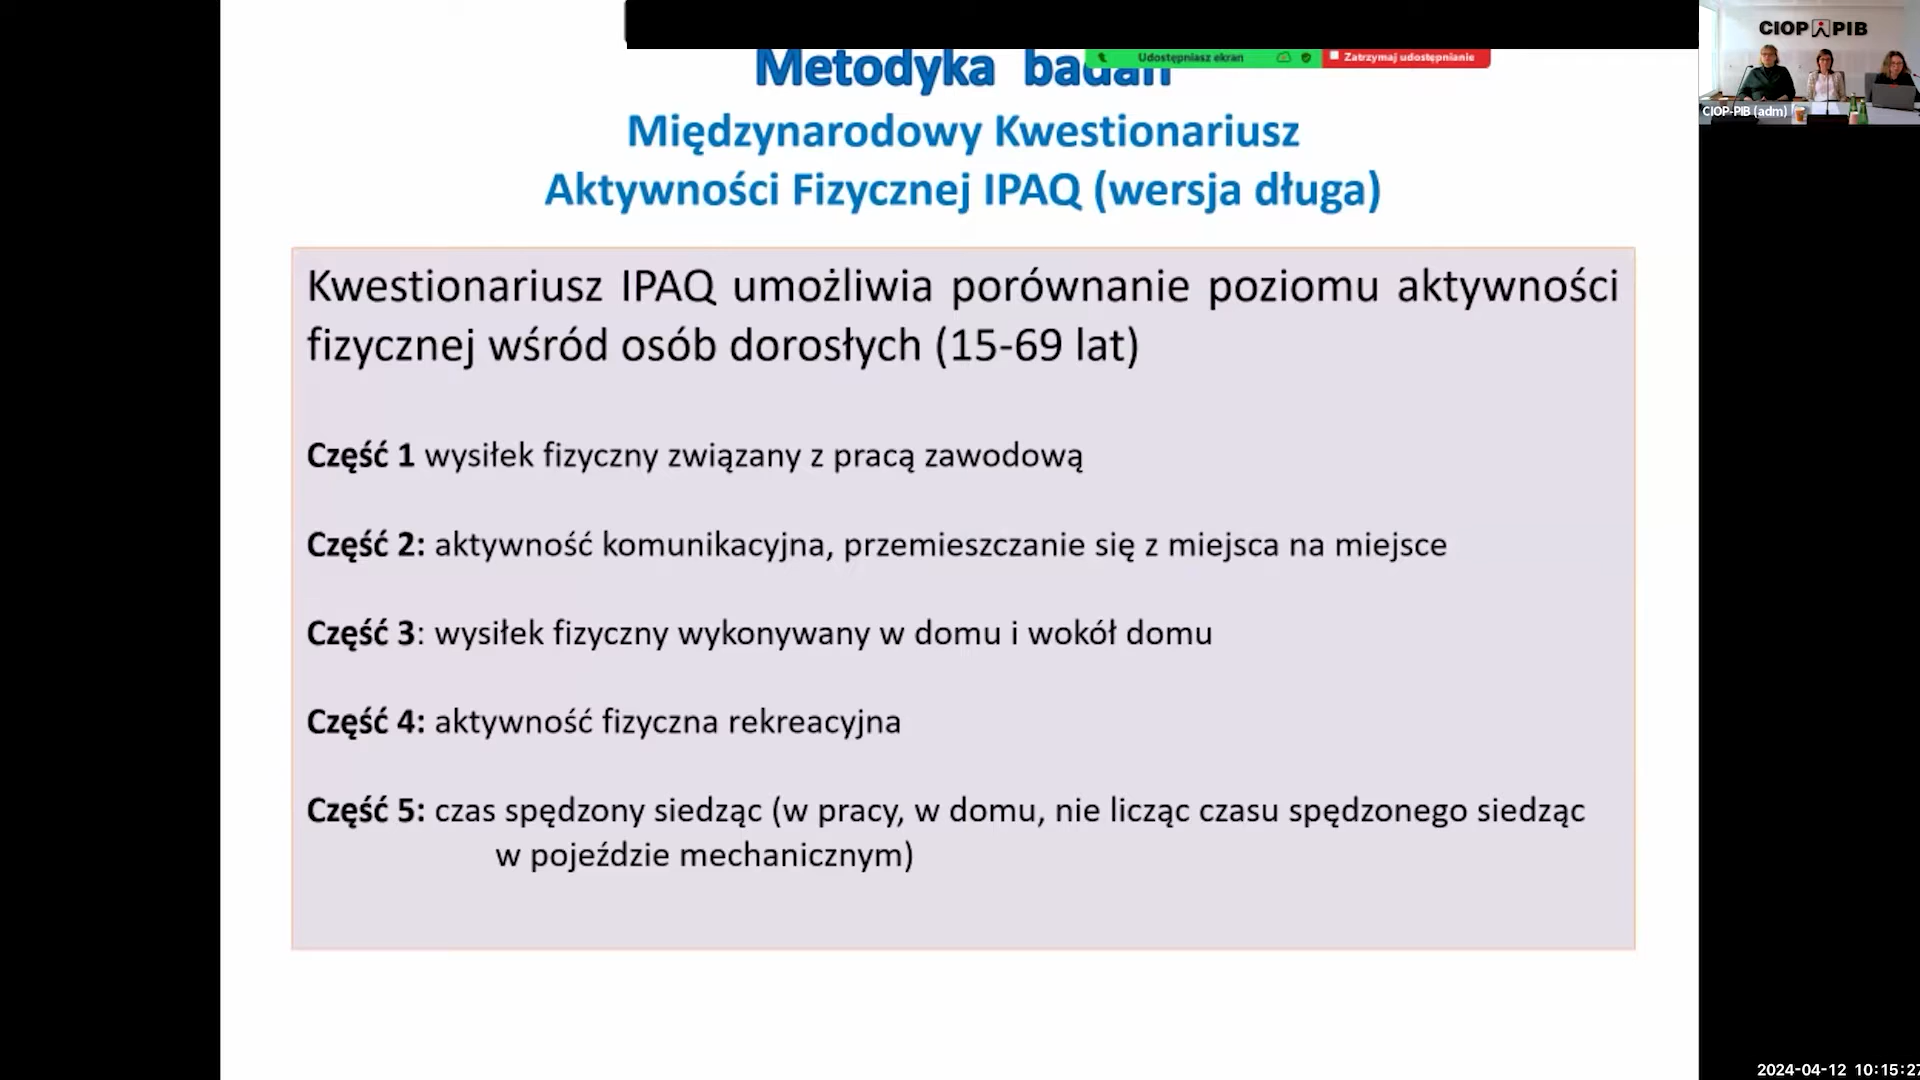 Metodyka badań
Udostępniasz ekran
Zatrzymaj udostępnianie
CIOP PIB
CIOP-PIB (adm)
Międzynarodowy Kwestionariusz
Aktywności Fizycznej IPAQ (wersja długa)
Kwestionariusz IPAQ umożliwia porównanie poziomu aktywności
fizycznej wśród osób dorosłych (15-69 lat)
Część 1 wysiłek fizyczny związany z pracą zawodową
Część 2: aktywność komunikacyjna, przemieszczanie się z miejsca na miejsce
Część 3: wysiłek fizyczny wykonywany w domu i wokół domu
Część 4: aktywność fizyczna rekreacyjna
Część 5: czas spędzony siedząc (w pracy, w domu, nie licząc czasu spędzonego siedząc
w pojeździe mechanicznym)
2024-04-12 10:15:27